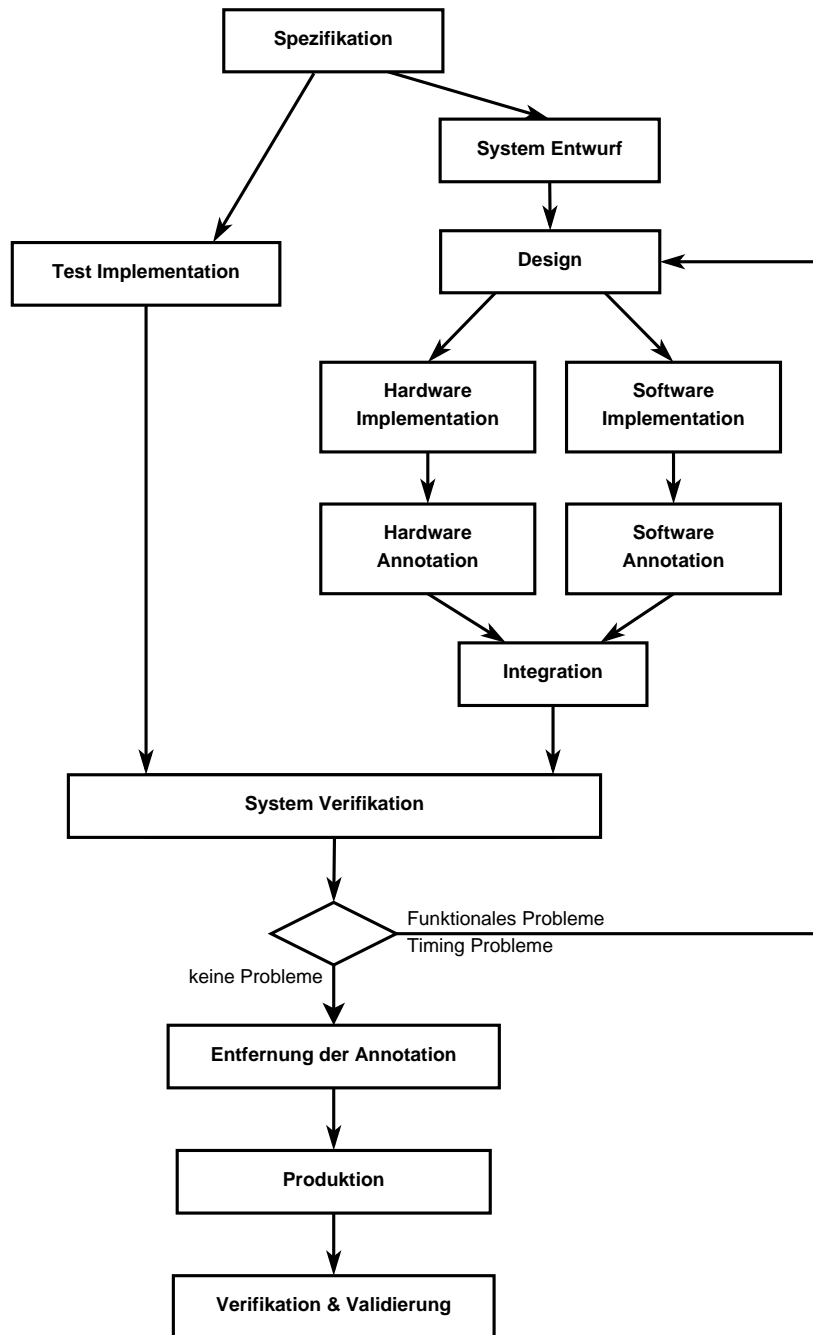 Spezifikation
System Entwurf
Test Implementation
Design
Hardware
Implementation
Software
Implementation
Hardware
Annotation
Software
Annotation
Integration
System Verifikation
Funktionales Probleme
Timing Probleme
keine Probleme
Entfernung der Annotation
Produktion
Verifikation & Validierung